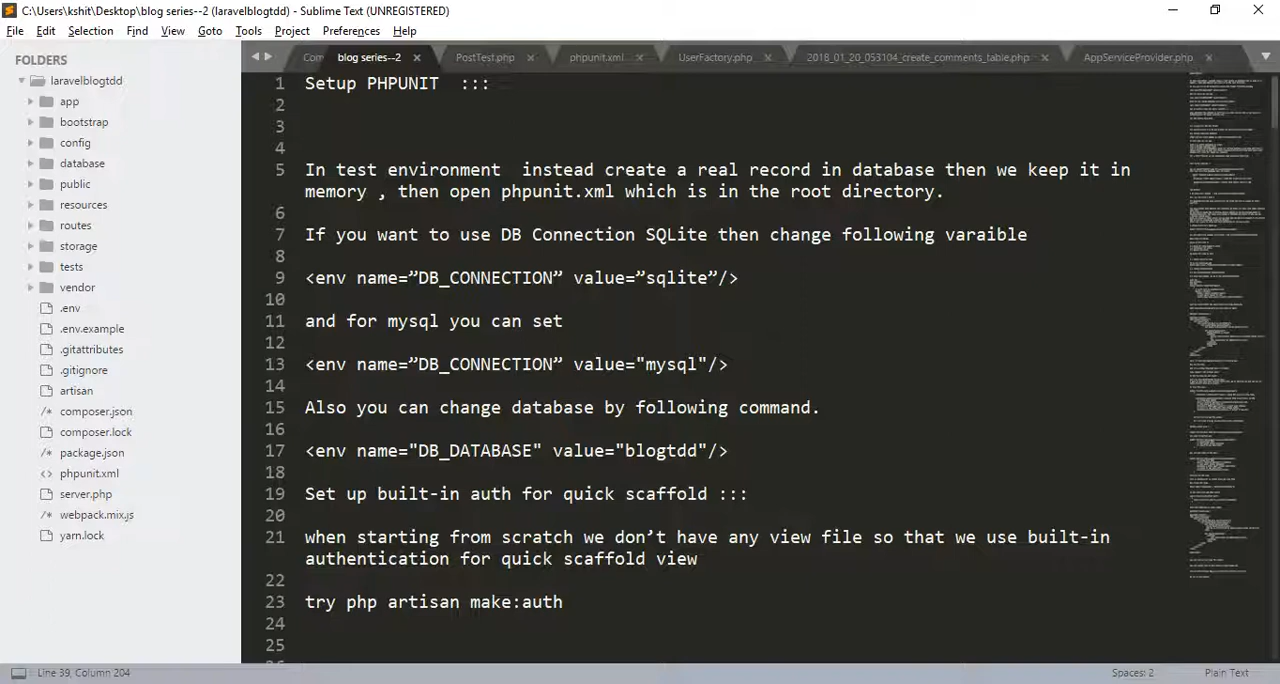 C:\Users\kshit\Desktop\blog series--2 (laravelblogtdd) - Sublime Text (UNREGISTERED)
File Edit Selection Find View Goto Tools Project Preferences Help
FOLDERS
laravelblogtdd
app
bootstrap
config
database
public
resources
routes
storage
tests
vendor
.env
.env.example
.gitattributes
.gitignore
artisan
composer.json
composer.lock
package.json
phpunit.xml
server.php
webpack.mix.js
yarn.lock
Com blog series--2 PostTest.php phpunit.xml UserFactory.php 2018_01_20_053104_create_comments_table.php AppServiceProvider.php
1 Setup PHPUNIT :::
2
3
4
5 In test environment instead create a real record in database then we keep it in
memory , then open phpunit.xml which is in the root directory.
6
7 If you want to use DB Connection SQLite then change following varaible
8
9 <env name=”DB_CONNECTION” value=”sqlite”/>
10
11 and for mysql you can set
12
13 <env name=”DB_CONNECTION” value="mysql"/>
14
15 Also you can change database by following command.
16
17 <env name="DB_DATABASE" value="blogtdd"/>
18
19 Set up built-in auth for quick scaffold :::
20
21 when starting from scratch we don’t have any view file so that we use built-in
authentication for quick scaffold view
22
23 try php artisan make:auth
24
25
Line 39, Column 204
Spaces: 2
Plain Text